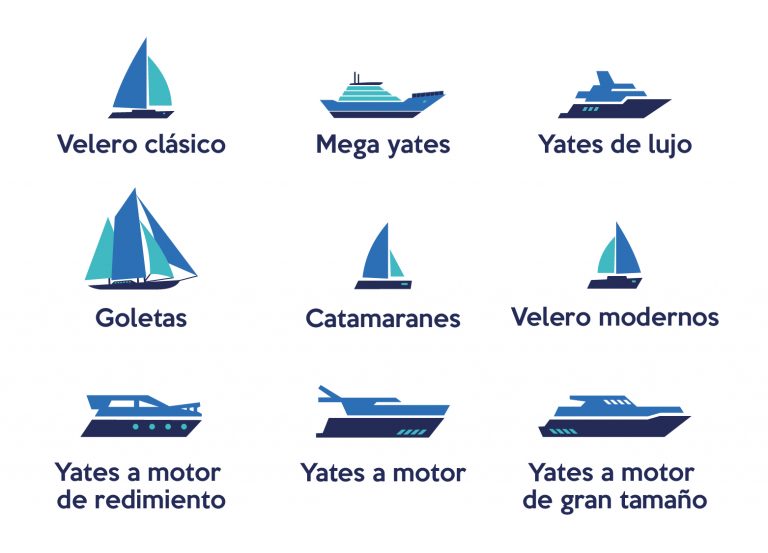 Velero clásico
Mega yates
Yates de lujo
Goletas
Catamaranes
Velero modernos
Yates a motor
de redimiento
Yates a motor
Yates a motor
de gran tamaño